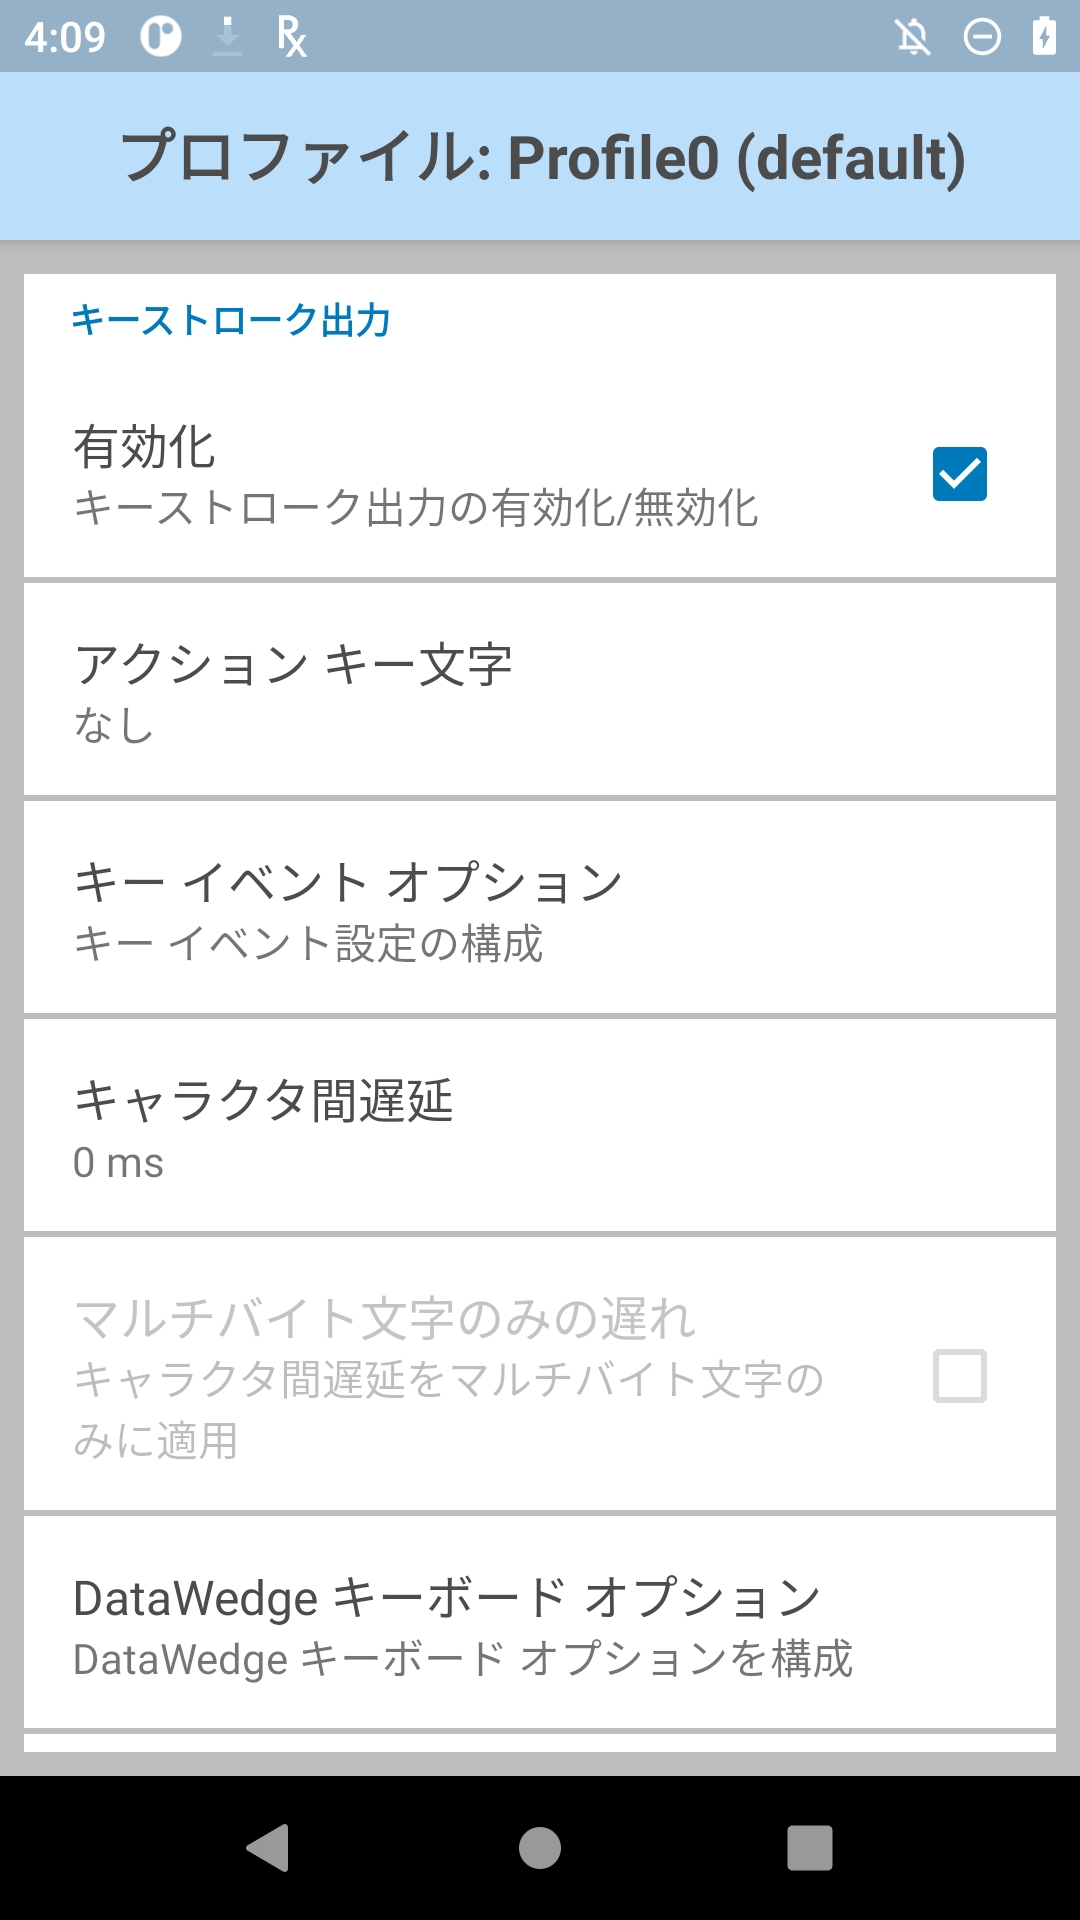 4:09
プロファイル: Profile0 (default)
キーストローク出力
有効化
キーストローク出力の有効化/無効化
アクション キー文字
なし
キー イベント オプション
キー イベント設定の構成
キャラクタ間遅延
0 ms
マルチバイト文字のみの遅れ
キャラクタ間遅延をマルチバイト文字の
みに適用
DataWedge キーボード オプション
DataWedge キーボード オプションを構成